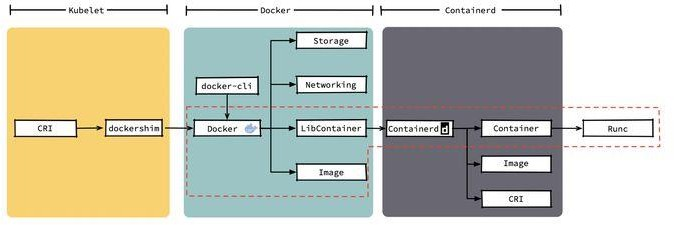 Kubelet
Docker
Containerd
Storage
docker-cli
Networking
CRI
dockershim
Docker
LibContainer
Containerd
Container
Runc
Image
Image
CRI